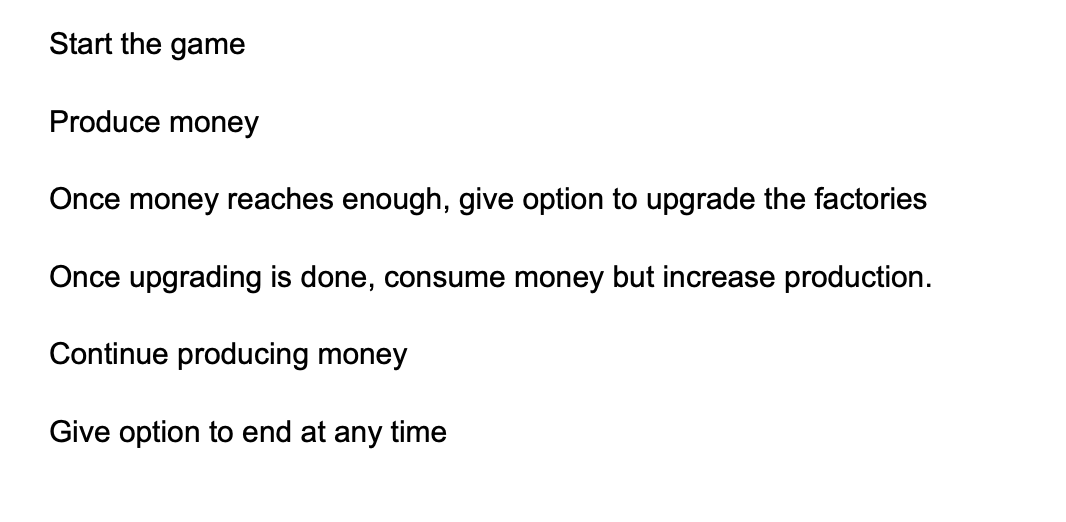 Start the game
Produce money
Once money reaches enough, give option to upgrade the factories
Once upgrading is done, consume money but increase production.
Continue producing money
Give option to end at any time